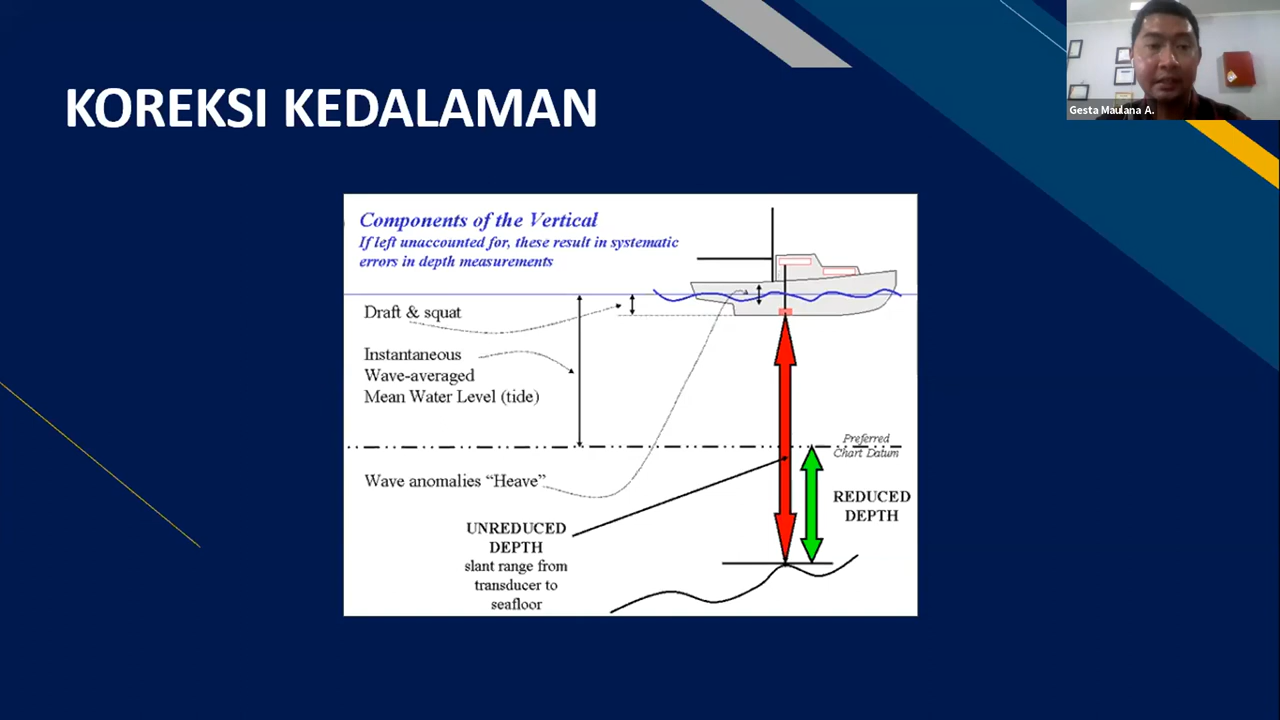 KOREKSI KEDALAMAN
Gesta Maulana A.
Components of the Vertical
If left unaccounted for, these result in systematic
errors in depth measurements
Draft & squat
Instantaneous
Wave-averaged
Mean Water Level (tide)
Preferred
Chart Datum
Wave anomalies “Heave”
REDUCED
DEPTH
UNREDUCED
DEPTH
slant range from
transducer to
seafloor